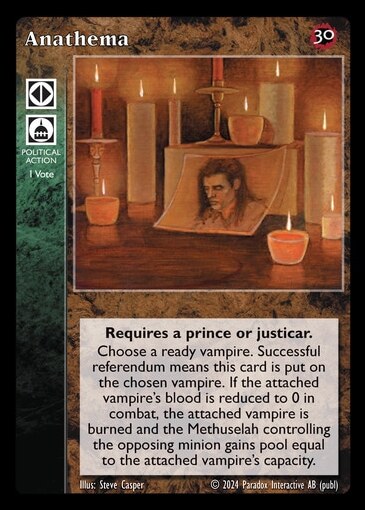 Anathema
30
POLITICAL
ACTION
1 Vote
Requires a prince or justicar.
Choose a ready vampire. Successful
referendum means this card is put on
the chosen vampire. If the attached
vampire's blood is reduced to 0 in
combat, the attached vampire is
burned and the Methuselah controlling
the opposing minion gains pool equal
to the attached vampire's capacity.
Illus: Steve Casper © 2024 Paradox Interactive AB (publ)